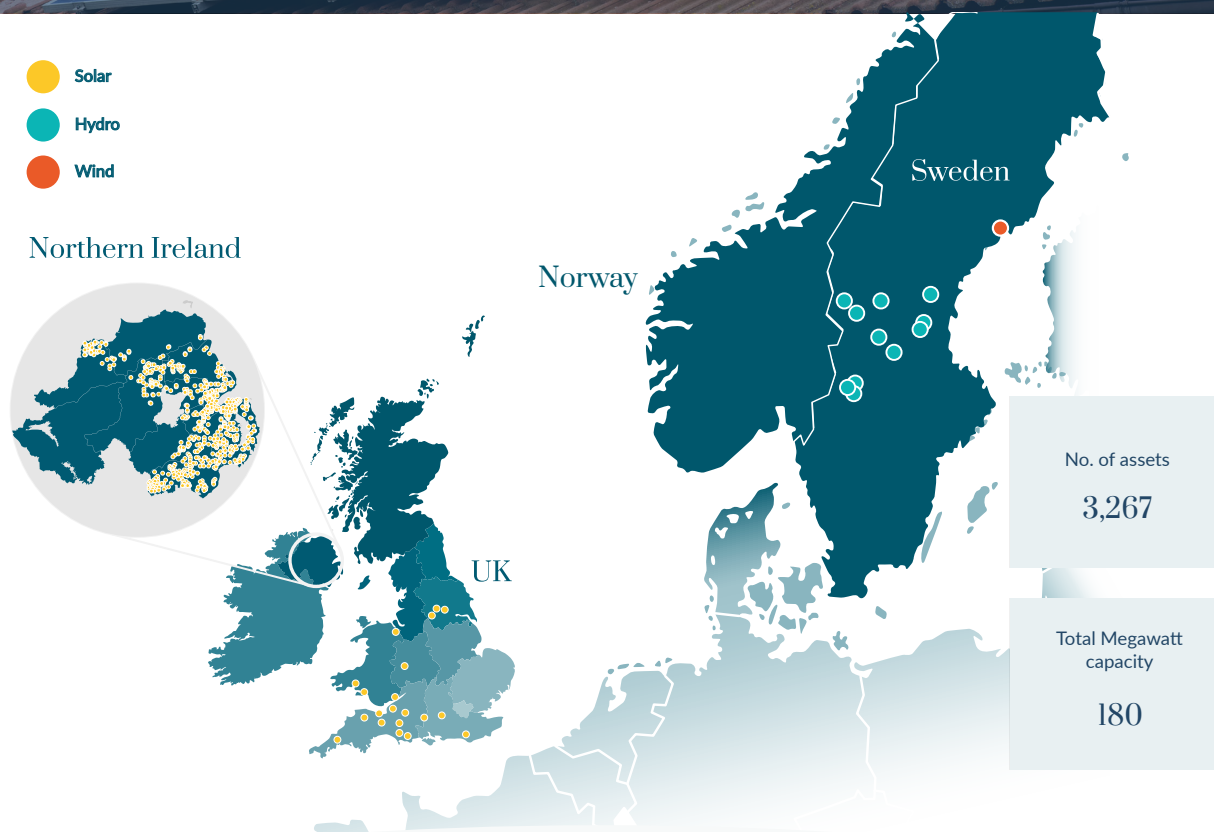 Solar
Hydro
Wind
Northern Ireland
Norway
Sweden
UK
No. of assets
3,267
Total Megawatt
capacity
180